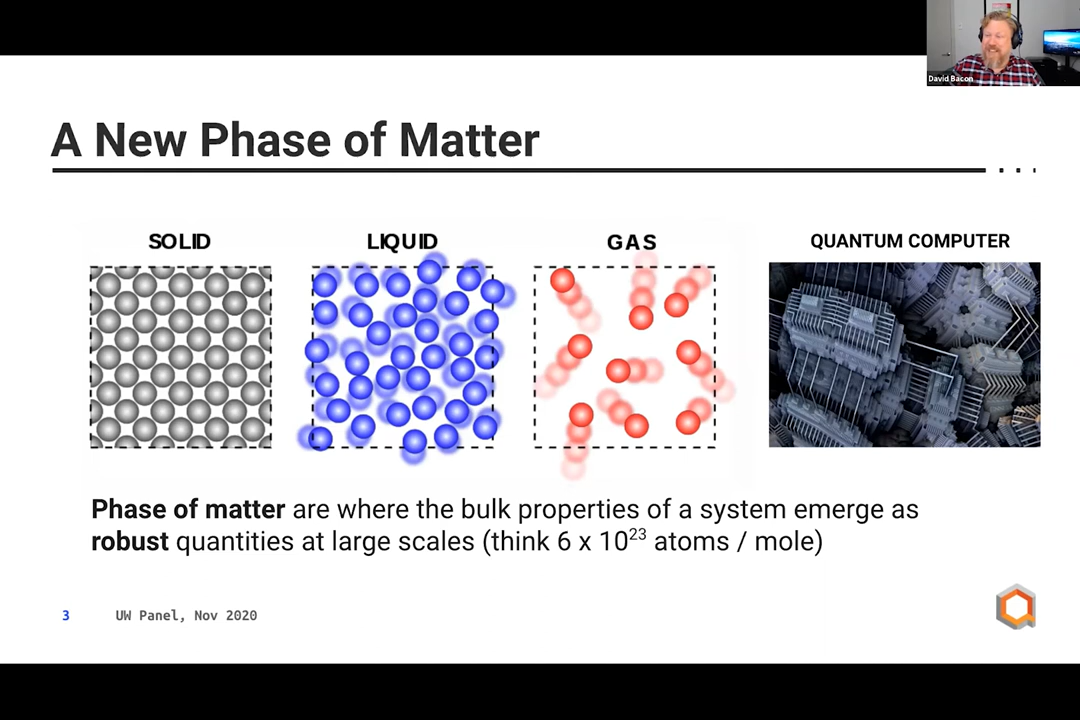 David Bacon
A New Phase of Matter
SOLID
LIQUID
GAS
QUANTUM COMPUTER
Phase of matter are where the bulk properties of a system emerge as
robust quantities at large scales (think 6 x 10²³ atoms / mole)
3 UW Panel, Nov 2020